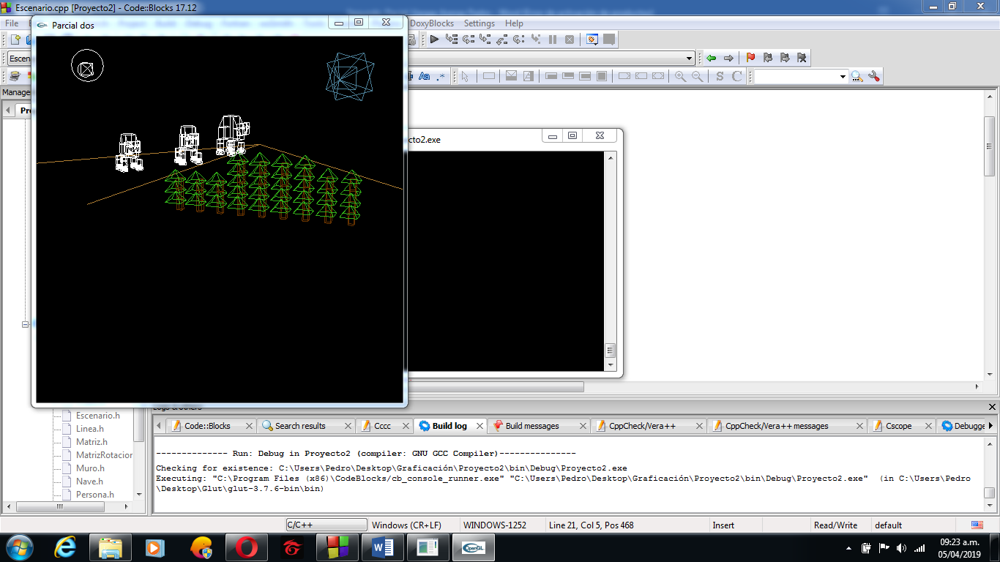 Escenario.cpp [Proyecto2] - Code::Blocks 17.12
File
DoxyBlocks Settings Help
Parcial dos
Escen
Aa .*
S C
Manage
Pr
cto2.exe
Escenario.h
Linea.h
Matriz.h
MatrizRotacior
Muro.h
Nave.h
Persona.h
Logs & others
Code::Blocks
Search results
Cccc
Build log
Build messages
CppCheck/Vera++
CppCheck/Vera++ messages
Cscope
Debugge
-------------- Run: Debug in Proyecto2 (compiler: GNU GCC Compiler)---------------
Checking for existence: C:\Users\Pedro\Desktop\Graficación\Proyecto2\bin\Debug\Proyecto2.exe
Executing: "C:\Program Files (x86)\CodeBlocks/cb_console_runner.exe" "C:\Users\Pedro\Desktop\Graficación\Proyecto2\bin\Debug\Proyecto2.exe"  (in C:\Users\Pedro
\Desktop\Glut\glut-3.7.6-bin\bin)
C/C++
Windows (CR+LF)
WINDOWS-1252
Line 21, Col 5, Pos 468
Insert
Read/Write
default
OpenGL
09:23 a.m.
05/04/2019